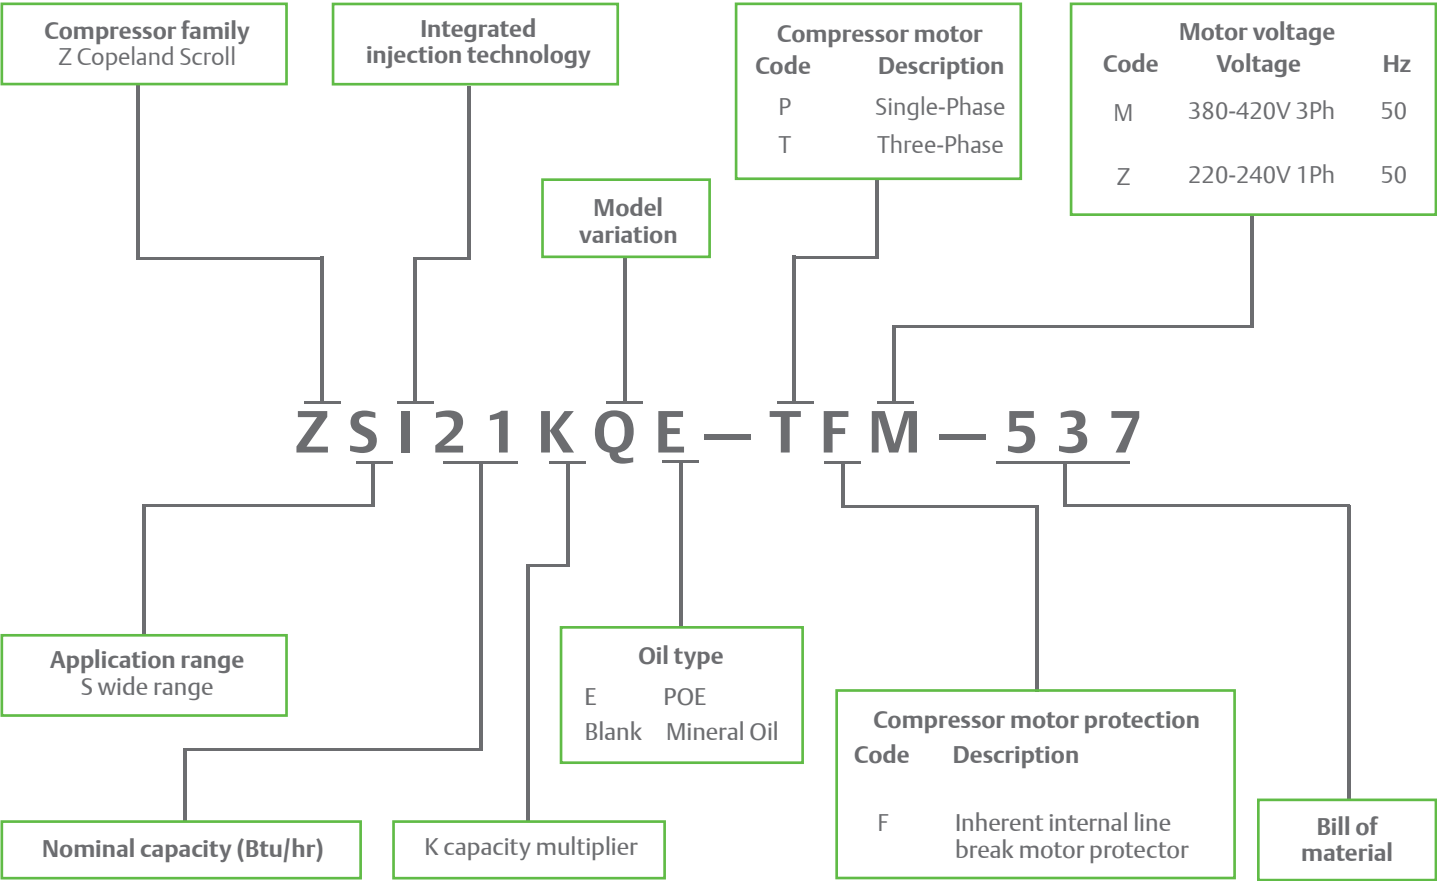 Compressor family
Z Copeland Scroll
Integrated
injection technology
Compressor motor
Code Description
P Single-Phase
T Three-Phase
Motor voltage
Code Voltage Hz
M 380-420V 3Ph 50
Z 220-240V 1Ph 50
Model
variation
Z S I 2 1 K Q E — T F M — 5 3 7
Application range
S wide range
Oil type
E POE
Blank Mineral Oil
Compressor motor protection
Code Description
F Inherent internal line
break motor protector
Nominal capacity (Btu/hr)
K capacity multiplier
Bill of
material